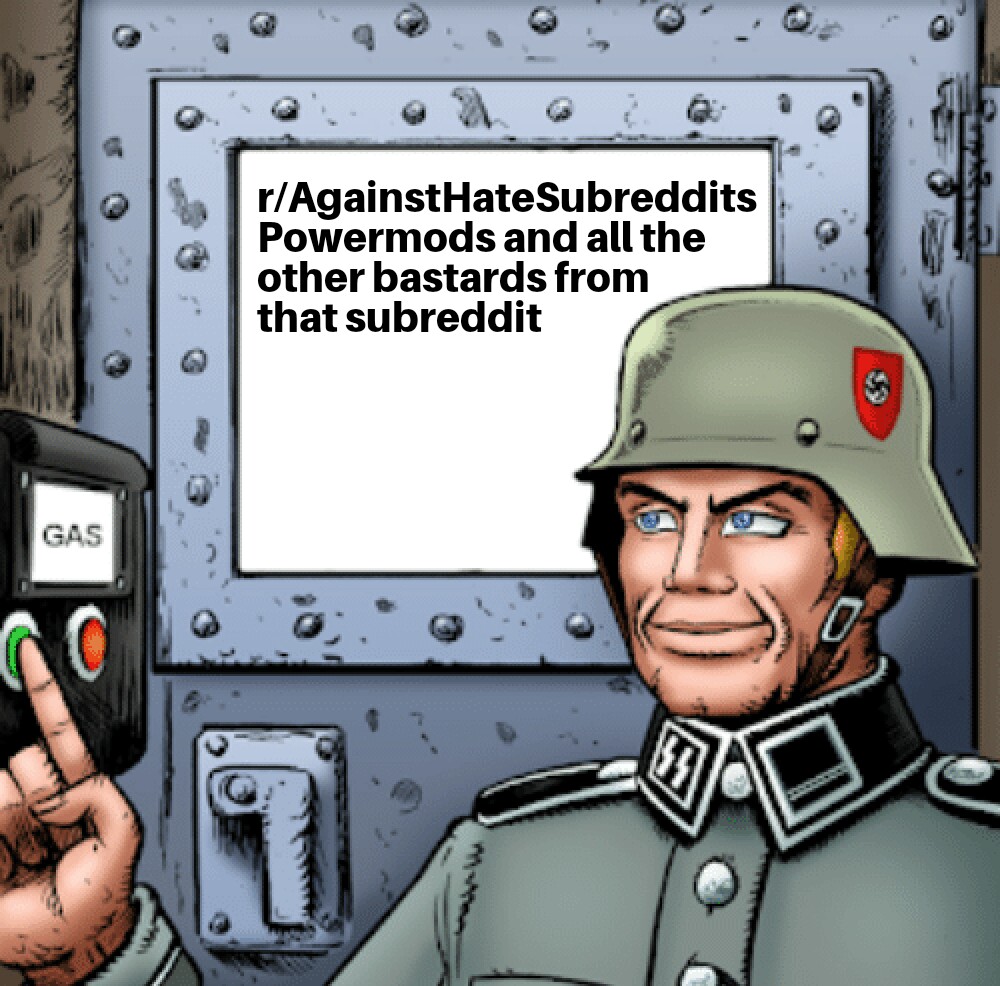 r/AgainstHateSubreddits
Powermods and all the
other bastards from
that subreddit
GAS